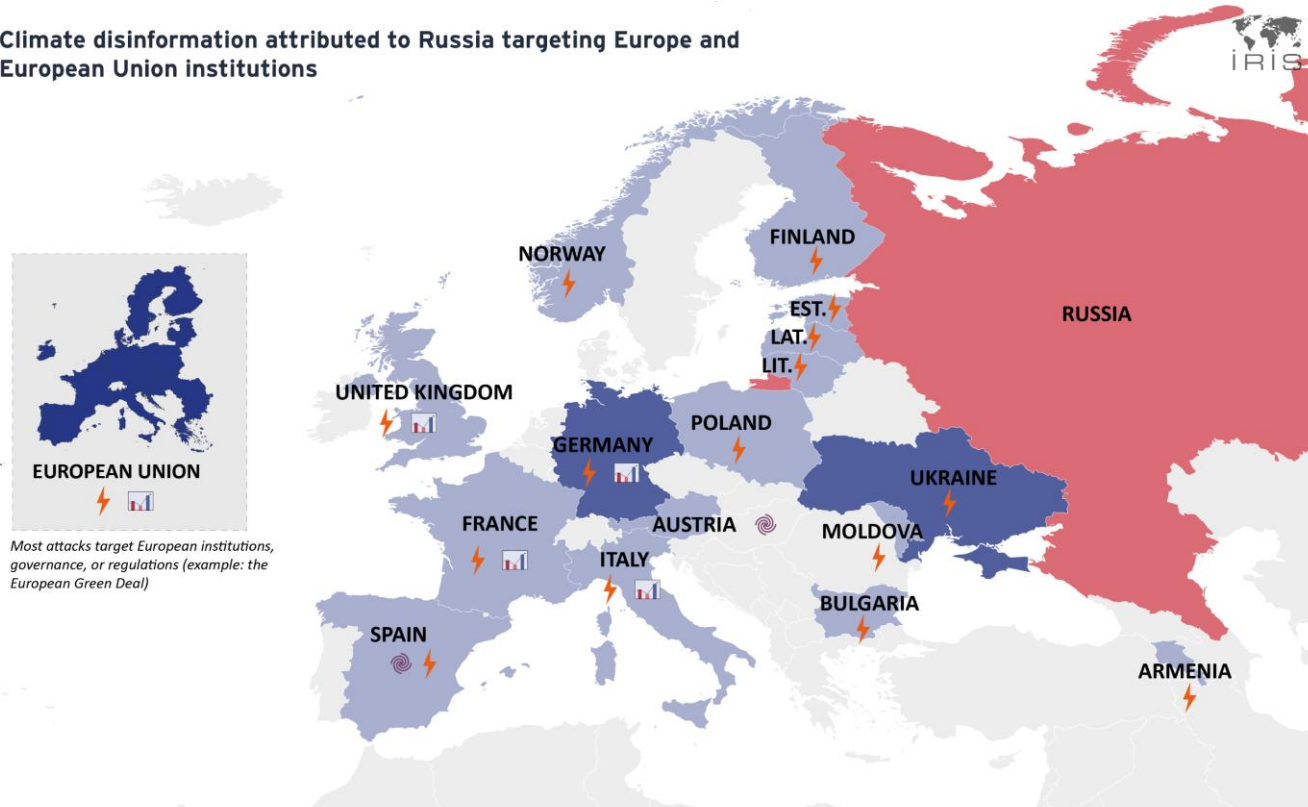 Climate disinformation attributed to Russia targeting Europe and
European Union institutions
iRiS
NORWAY
FINLAND
EST.
LAT.
LIT.
RUSSIA
UNITED KINGDOM
GERMANY
POLAND
UKRAINE
EUROPEAN UNION
FRANCE
AUSTRIA
MOLDOVA
Most attacks target European institutions,
governance, or regulations (example: the
European Green Deal)
ITALY
BULGARIA
SPAIN
ARMENIA